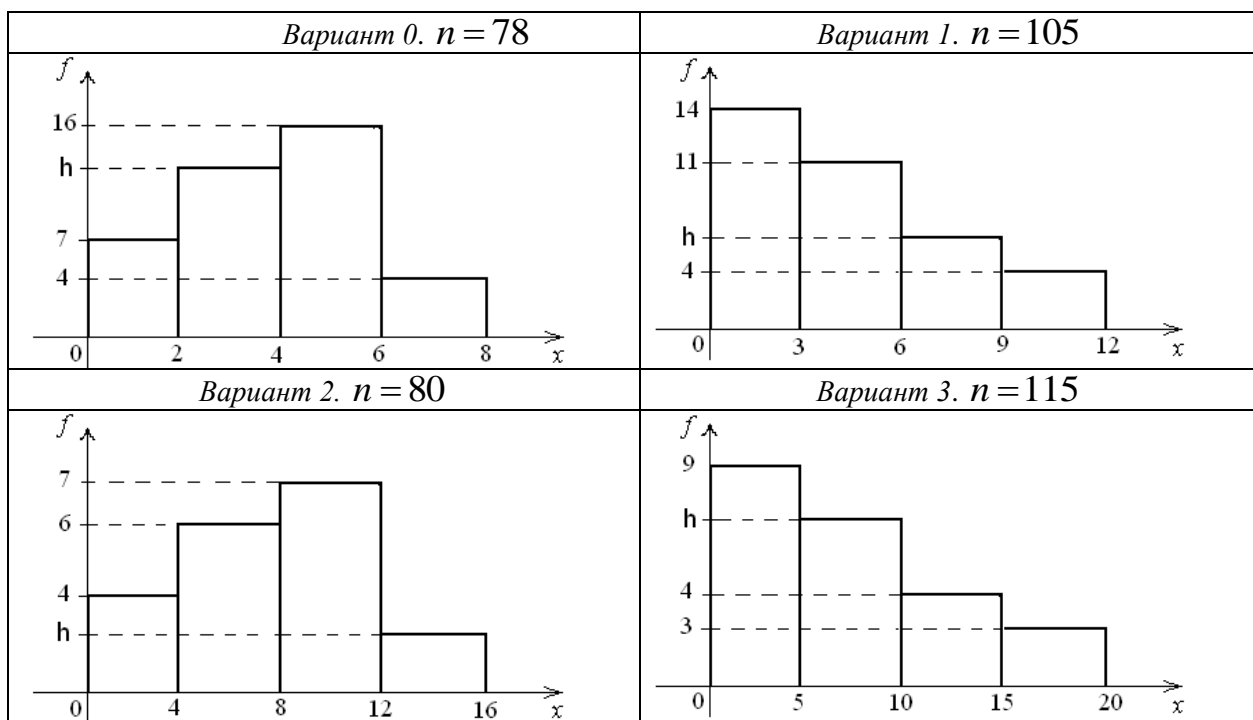 Вариант 0. n = 78
f
16
h
7
4
0 2 4 6 8 x
Вариант 1. n = 105
f
14
11
h
4
0 3 6 9 12 x
Вариант 2. n = 80
f
7
6
4
h
0 4 8 12 16 x
Вариант 3. n = 115
f
9
h
4
3
0 5 10 15 20 x